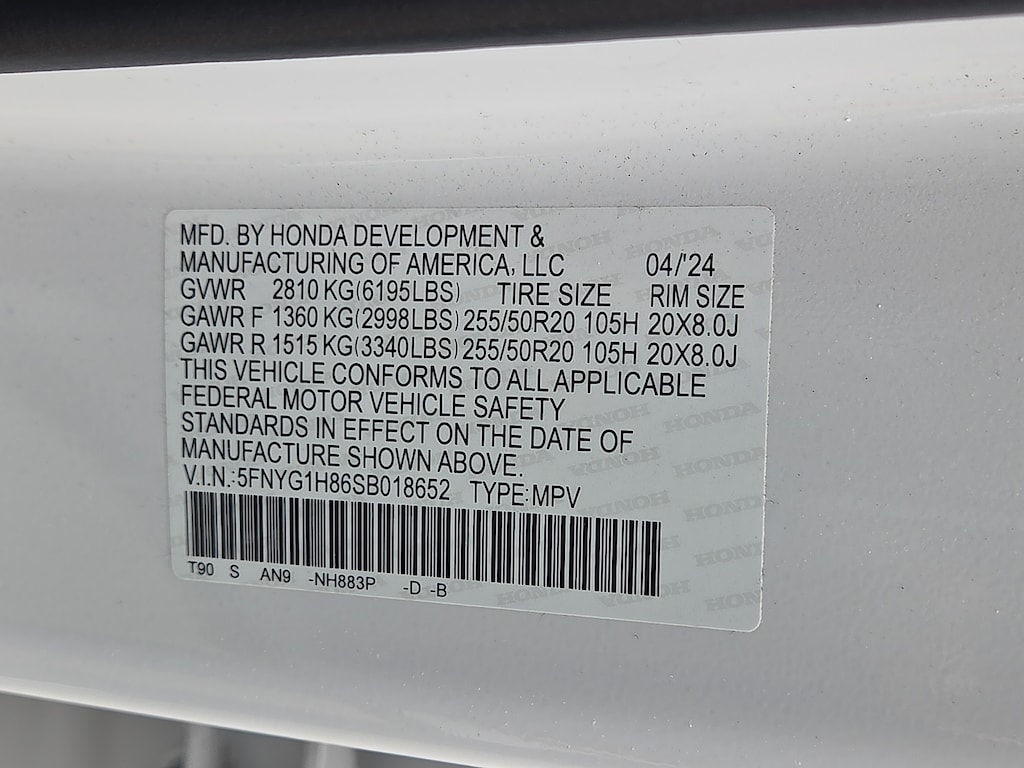 MFD. BY HONDA DEVELOPMENT &
MANUFACTURING OF AMERICA, LLC 04/'24
GVWR 2810 KG(6195LBS) TIRE SIZE RIM SIZE
GAWR F 1360 KG(2998LBS) 255/50R20 105H 20X8.0J
GAWR R 1515 KG(3340LBS) 255/50R20 105H 20X8.0J
THIS VEHICLE CONFORMS TO ALL APPLICABLE
FEDERAL MOTOR VEHICLE SAFETY
STANDARDS IN EFFECT ON THE DATE OF
MANUFACTURE SHOWN ABOVE.
V.I.N.:5FNYG1H86SB018652 TYPE:MPV
T90 S AN9 -NH883P -D -B